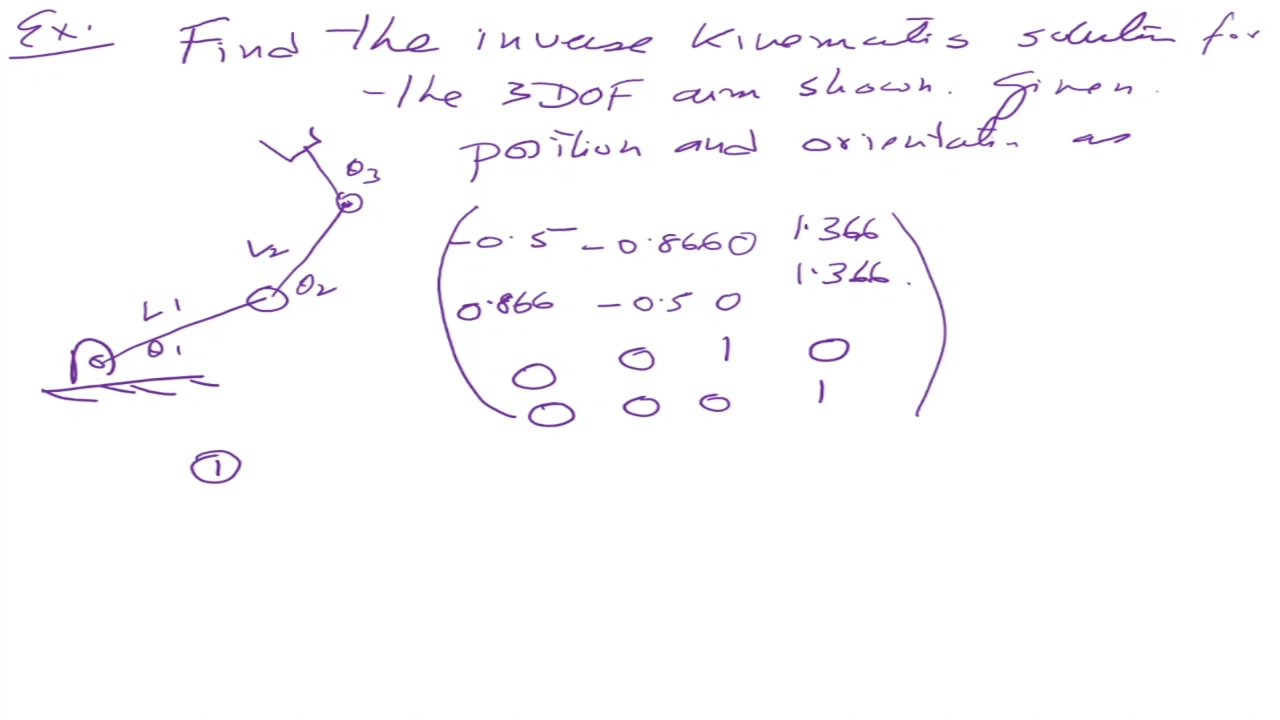 Ex. Find the inverse kinematics solution for
the 3DOF arm shown. Given
position and orientation as
θ3
L2
θ2
L1
θ1
-0.5 -0.866 0 1.366
1.366.
0.866 -0.5 0
0 0 1 0
0 0 0 1
1